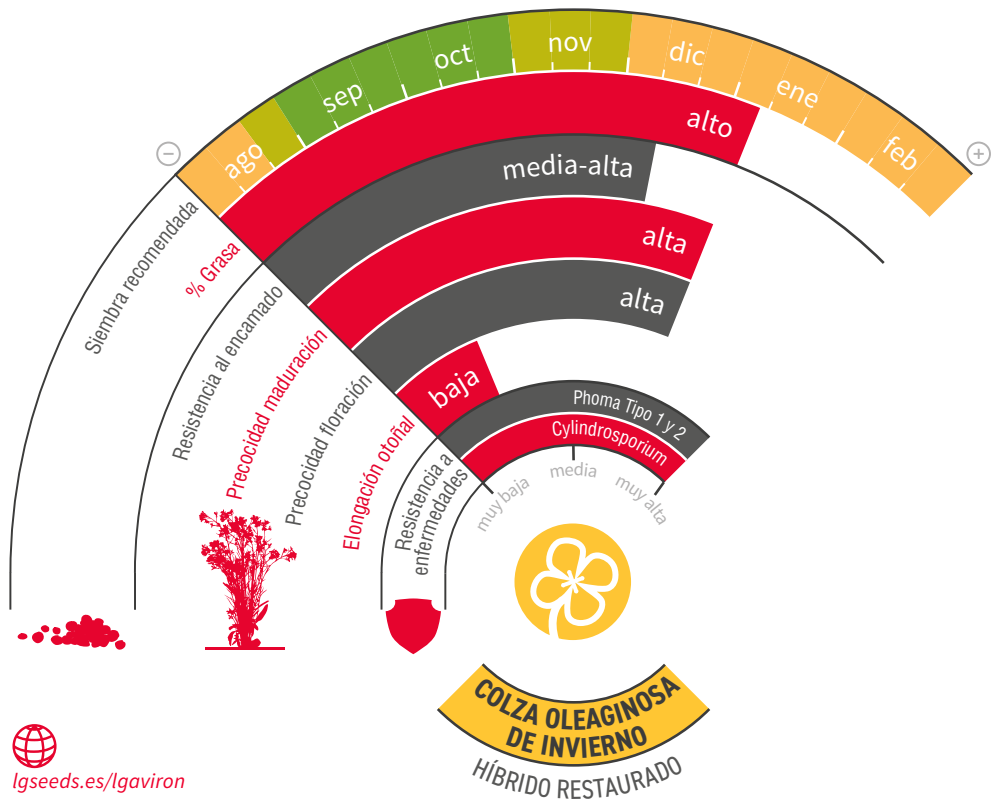 ago
sep
oct
nov
dic
ene
feb
−
+
Siembra recomendada
% Grasa
alto
Resistencia al encamado
media-alta
Precocidad maduración
alta
Precocidad floración
alta
Elongación otoñal
baja
Resistencia a
enfermedades
Phoma Tipo 1 y 2
Cylindrosporium
muy baja
media
muy alta
COLZA OLEAGINOSA
DE INVIERNO
HÍBRIDO RESTAURADO
lgseeds.es/lgaviron